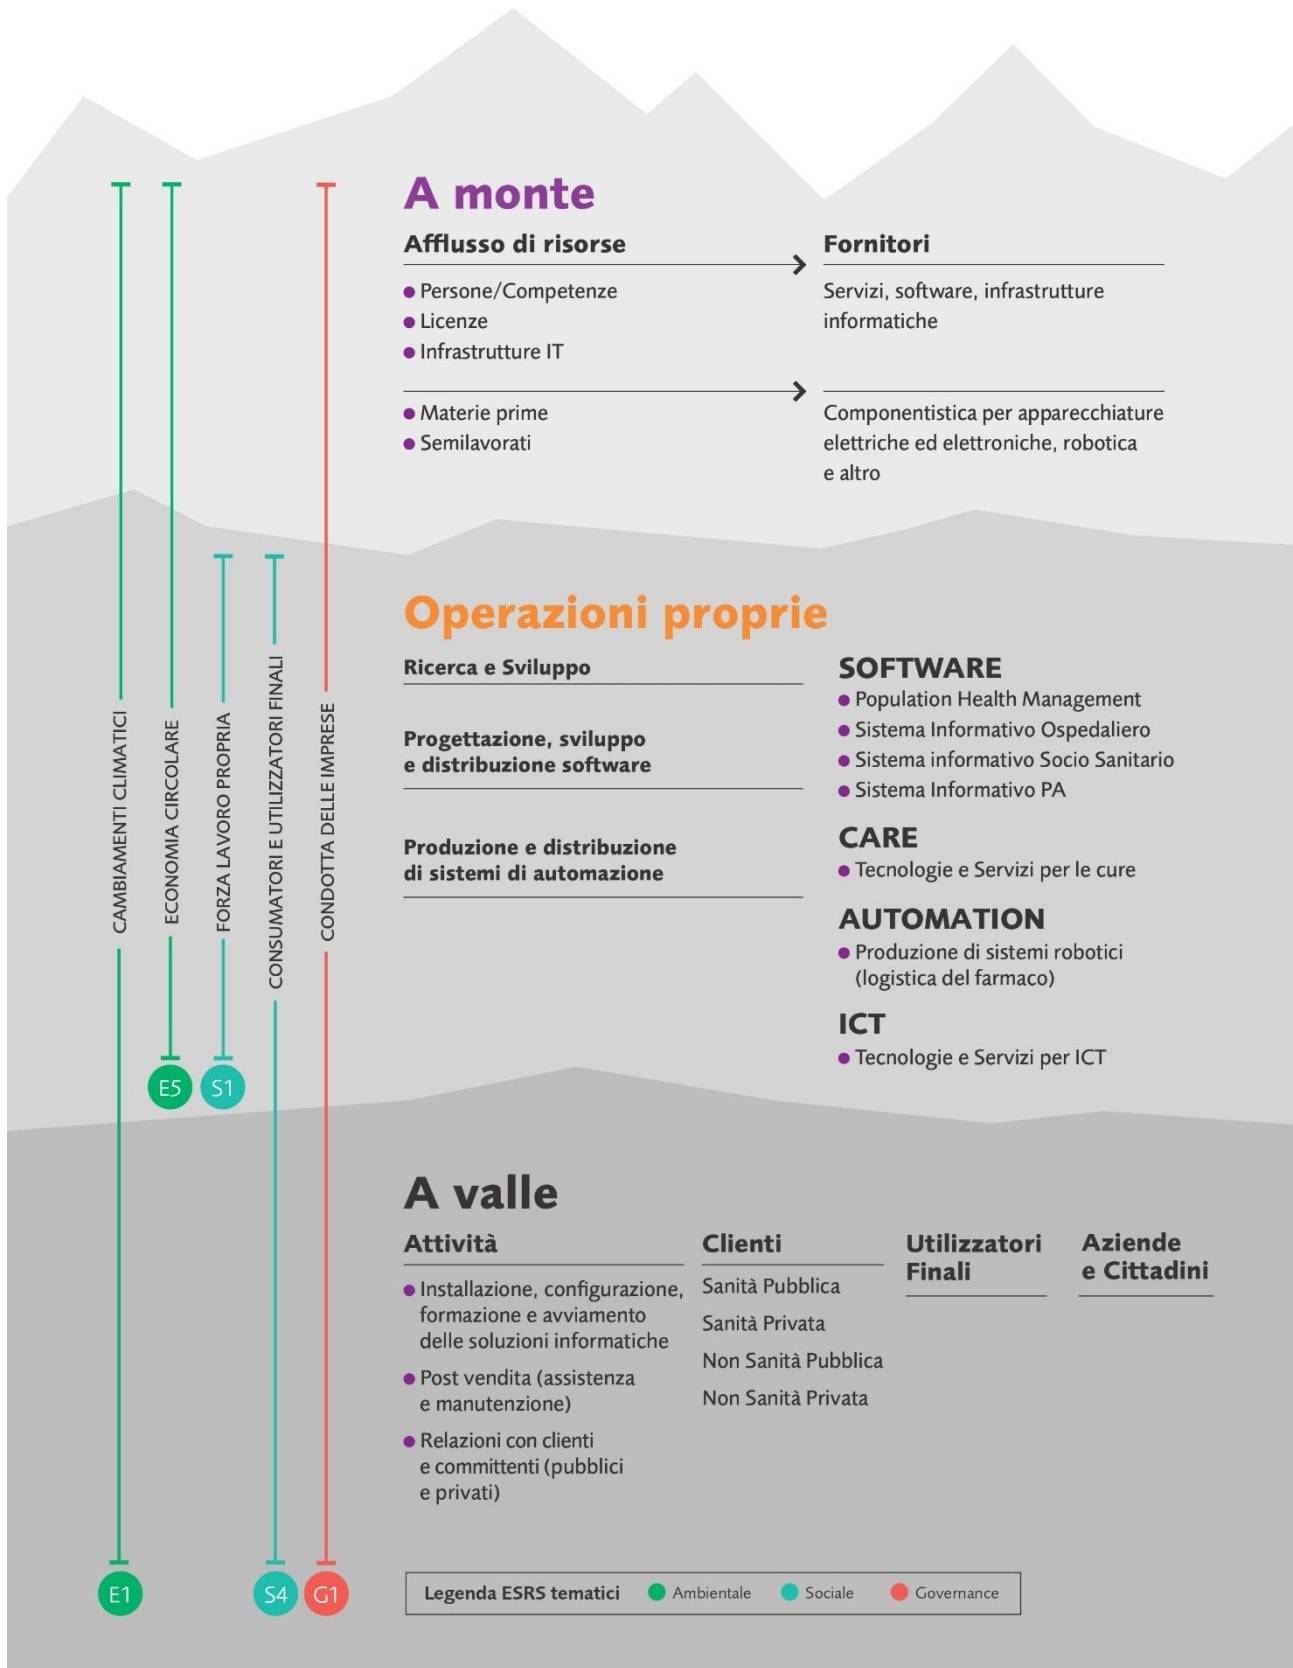 A monte
Afflusso di risorse
Fornitori
Persone/Competenze
Licenze
Infrastrutture IT
Servizi, software, infrastrutture
informatiche
Materie prime
Semilavorati
Componentistica per apparecchiature
elettriche ed elettroniche, robotica
e altro
CAMBIAMENTI CLIMATICI
ECONOMIA CIRCOLARE
FORZA LAVORO PROPRIA
CONSUMATORI E UTILIZZATORI FINALI
CONDOTTA DELLE IMPRESE
Operazioni proprie
Ricerca e Sviluppo
Progettazione, sviluppo
e distribuzione software
Produzione e distribuzione
di sistemi di automazione
SOFTWARE
Population Health Management
Sistema Informativo Ospedaliero
Sistema informativo Socio Sanitario
Sistema Informativo PA
CARE
Tecnologie e Servizi per le cure
AUTOMATION
Produzione di sistemi robotici
(logistica del farmaco)
ICT
Tecnologie e Servizi per ICT
E5
S1
A valle
Attività
Installazione, configurazione,
formazione e avviamento
delle soluzioni informatiche
Post vendita (assistenza
e manutenzione)
Relazioni con clienti
e committenti (pubblici
e privati)
Clienti
Sanità Pubblica
Sanità Privata
Non Sanità Pubblica
Non Sanità Privata
Utilizzatori
Finali
Aziende
e Cittadini
E1
S4
G1
Legenda ESRS tematici
Ambientale
Sociale
Governance